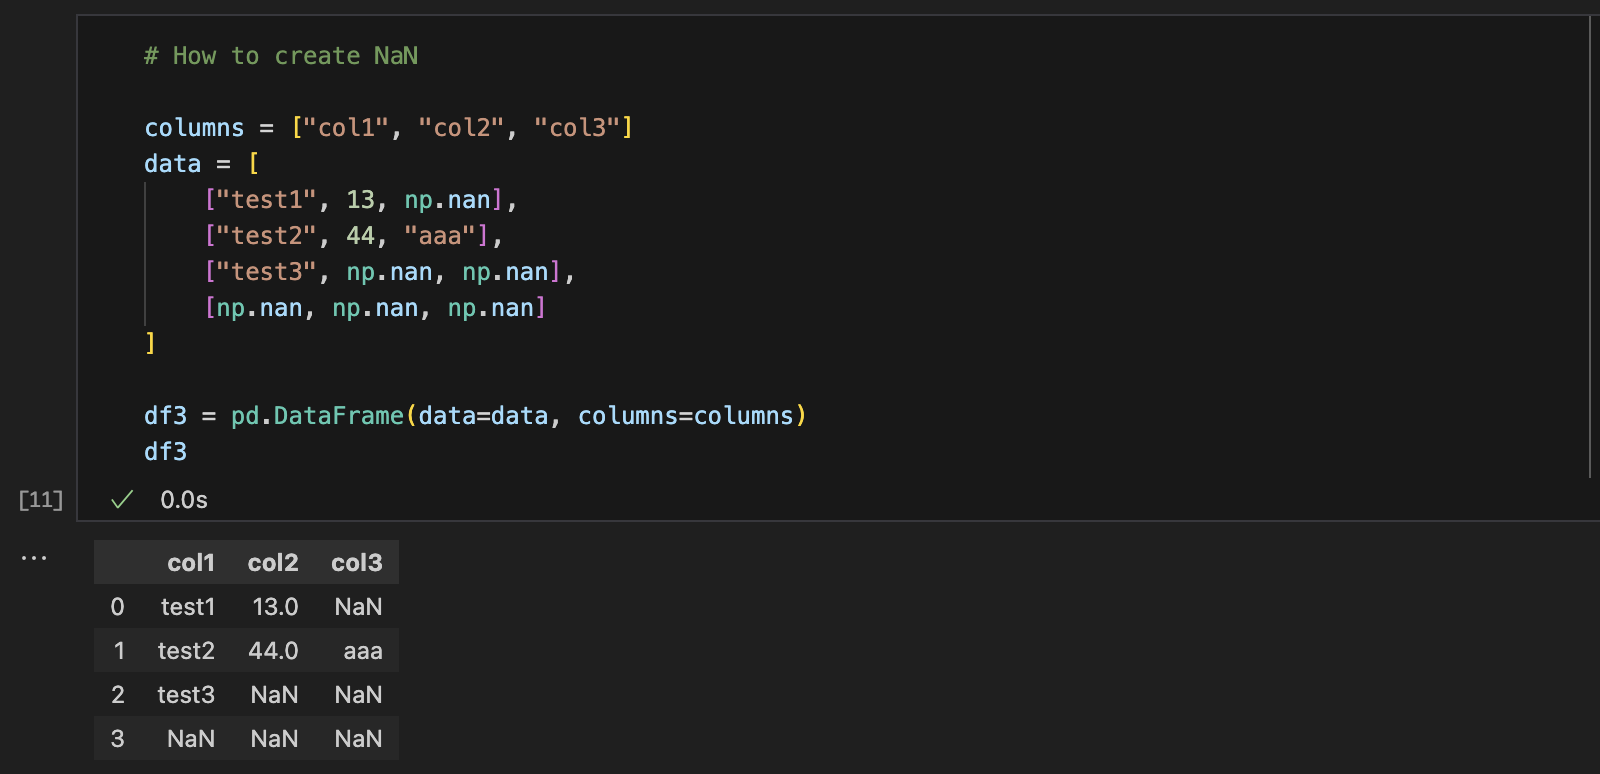 # How to create NaN
columns = ["col1", "col2", "col3"]
data = [
["test1", 13, np.nan],
["test2", 44, "aaa"],
["test3", np.nan, np.nan],
[np.nan, np.nan, np.nan]
]
df3 = pd.DataFrame(data=data, columns=columns)
df3
[11] ✓ 0.0s
...
col1 col2 col3
0 test1 13.0 NaN
1 test2 44.0 aaa
2 test3 NaN NaN
3 NaN NaN NaN